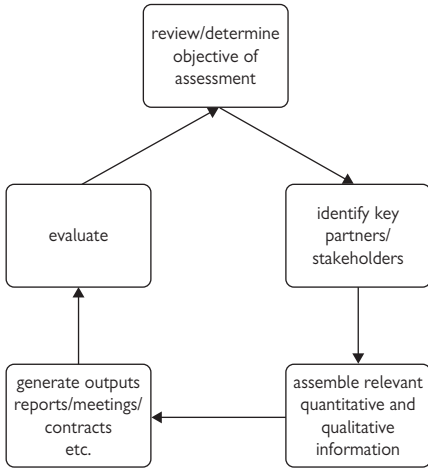 review/determine
objective of
assessment
evaluate
identify key
partners/
stakeholders
generate outputs
reports/meetings/
contracts
etc.
assemble relevant
quantitative and
qualitative
information